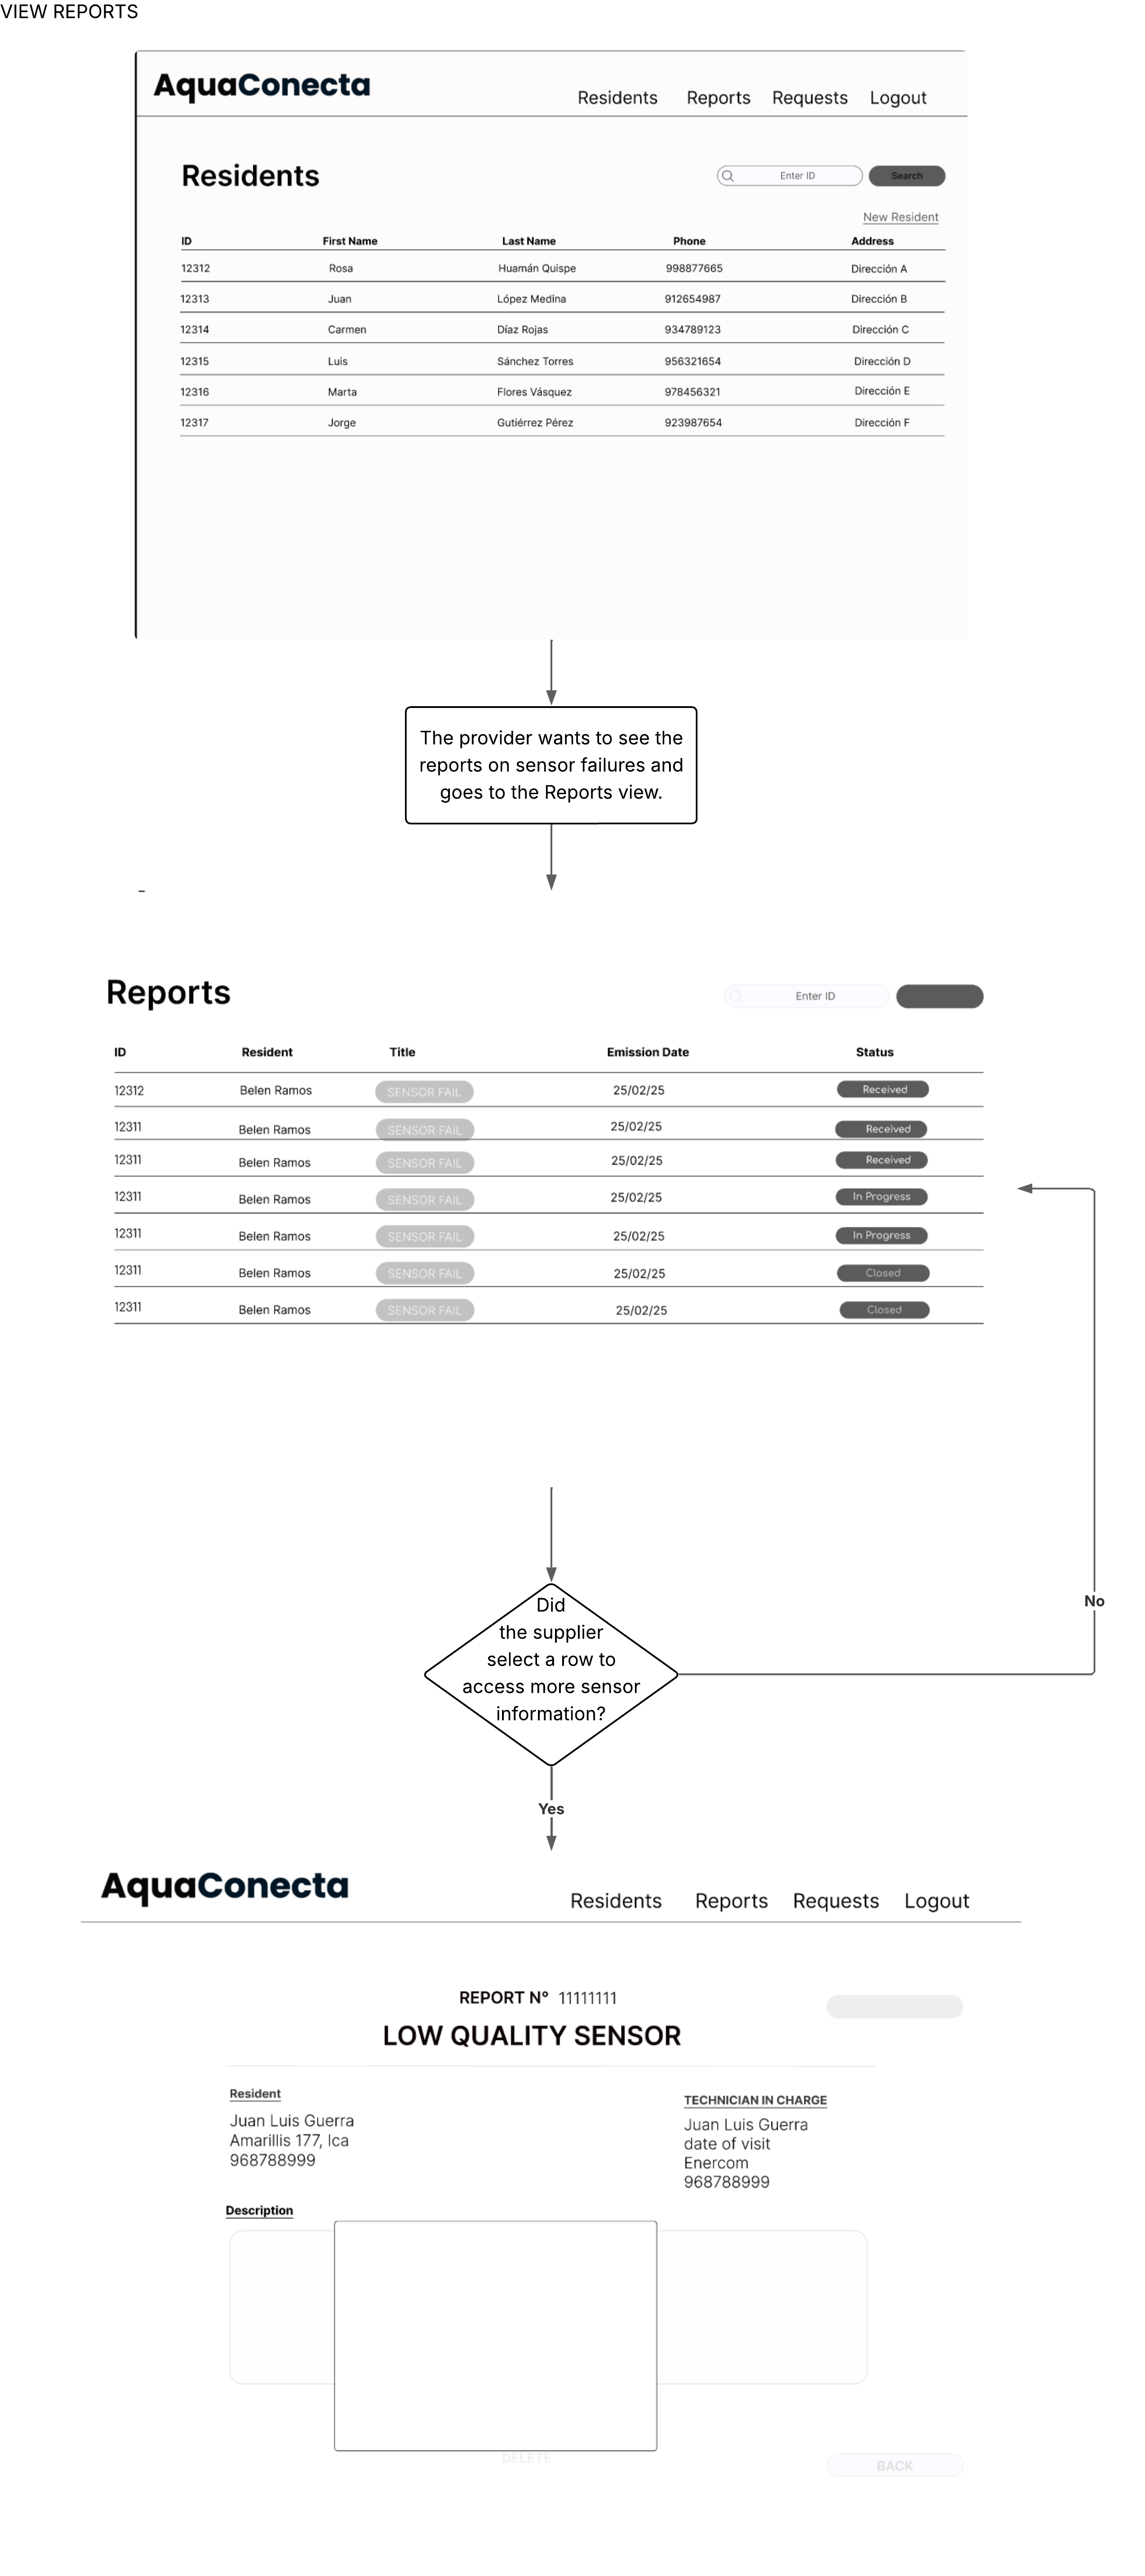 VIEW REPORTS
AquaConecta
Residents Reports Requests Logout
Residents
Enter ID Search
New Resident
ID First Name Last Name Phone Address
12312 Rosa Huamán Quispe 998877665 Dirección A
12313 Juan López Medina 912654987 Dirección B
12314 Carmen Díaz Rojas 934789123 Dirección C
12315 Luis Sánchez Torres 956321654 Dirección D
12316 Marta Flores Vásquez 978456321 Dirección E
12317 Jorge Gutiérrez Pérez 923987654 Dirección F
The provider wants to see the
reports on sensor failures and
goes to the Reports view.
Reports
Enter ID
ID Resident Title Emission Date Status
12312 Belen Ramos SENSOR FAIL 25/02/25 Received
12311 Belen Ramos SENSOR FAIL 25/02/25 Received
12311 Belen Ramos SENSOR FAIL 25/02/25 Received
12311 Belen Ramos SENSOR FAIL 25/02/25 In Progress
12311 Belen Ramos SENSOR FAIL 25/02/25 In Progress
12311 Belen Ramos SENSOR FAIL 25/02/25 Closed
12311 Belen Ramos SENSOR FAIL 25/02/25 Closed
Did
the supplier
select a row to
access more sensor
information?
No
Yes
AquaConecta
Residents Reports Requests Logout
REPORT N° 11111111
LOW QUALITY SENSOR
Resident
Juan Luis Guerra
Amarillis 177, Ica
968788999
TECHNICIAN IN CHARGE
Juan Luis Guerra
date of visit
Enercom
968788999
Description
DELETE
BACK